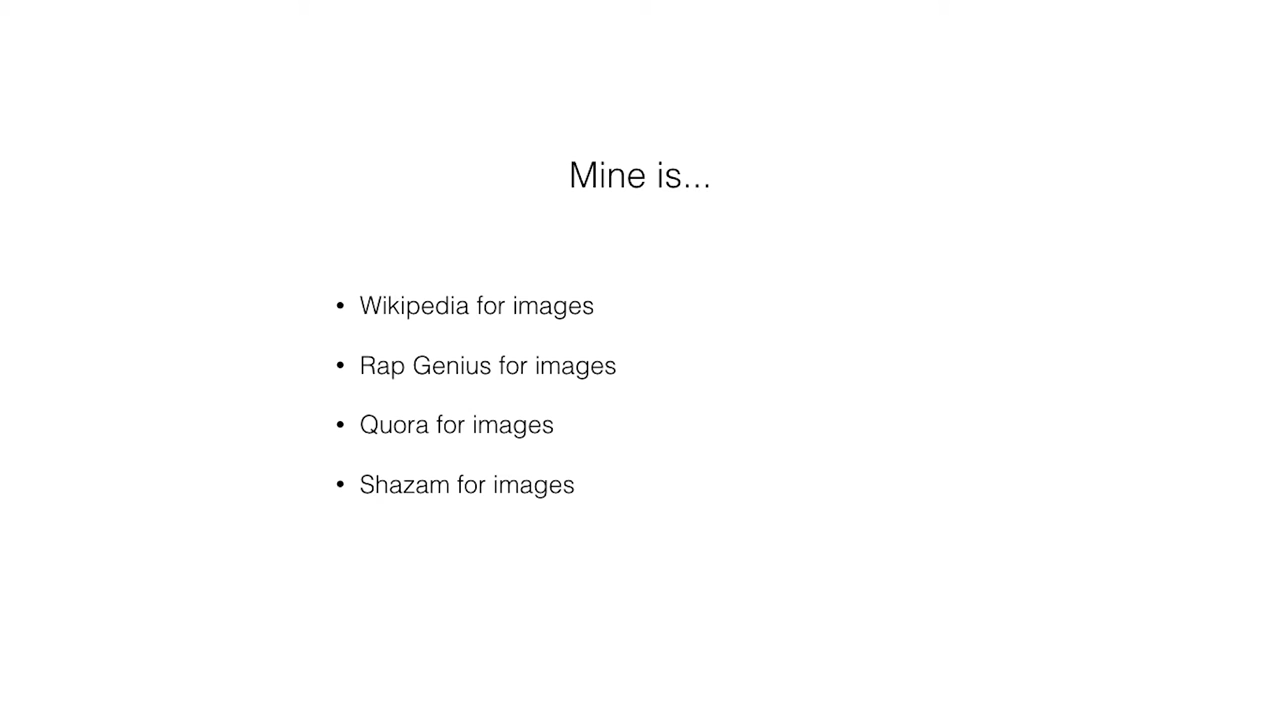 Mine is...
• Wikipedia for images
• Rap Genius for images
• Quora for images
• Shazam for images